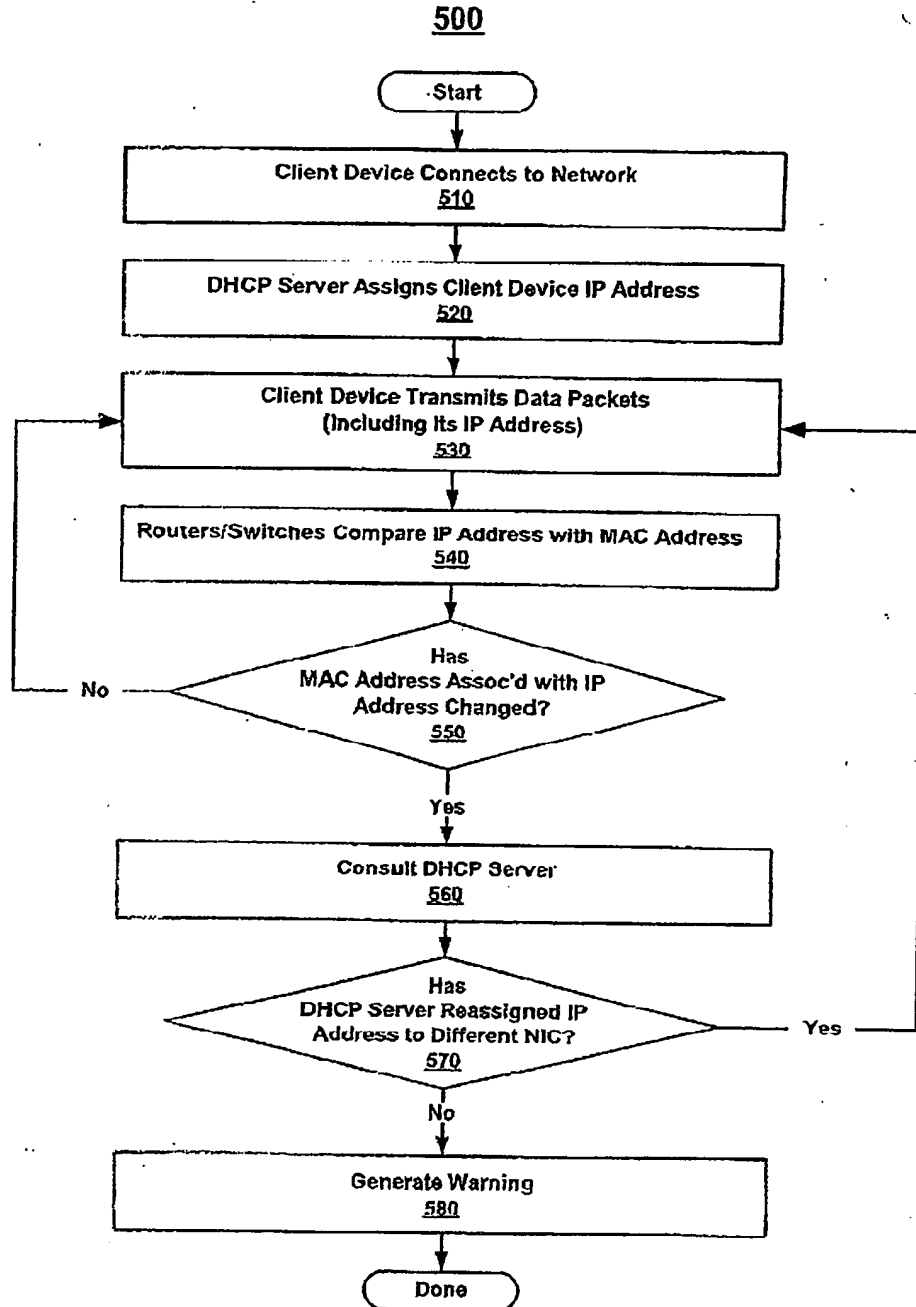 500
Start
Client Device Connects to Network
510
DHCP Server Assigns Client Device IP Address
520
Client Device Transmits Data Packets
(Including Its IP Address)
530
Routers/Switches Compare IP Address with MAC Address
540
Has
MAC Address Assoc'd with IP
Address Changed?
550
No
Yes
Consult DHCP Server
560
Has
DHCP Server Reassigned IP
Address to Different NIC?
570
Yes
No
Generate Warning
580
Done